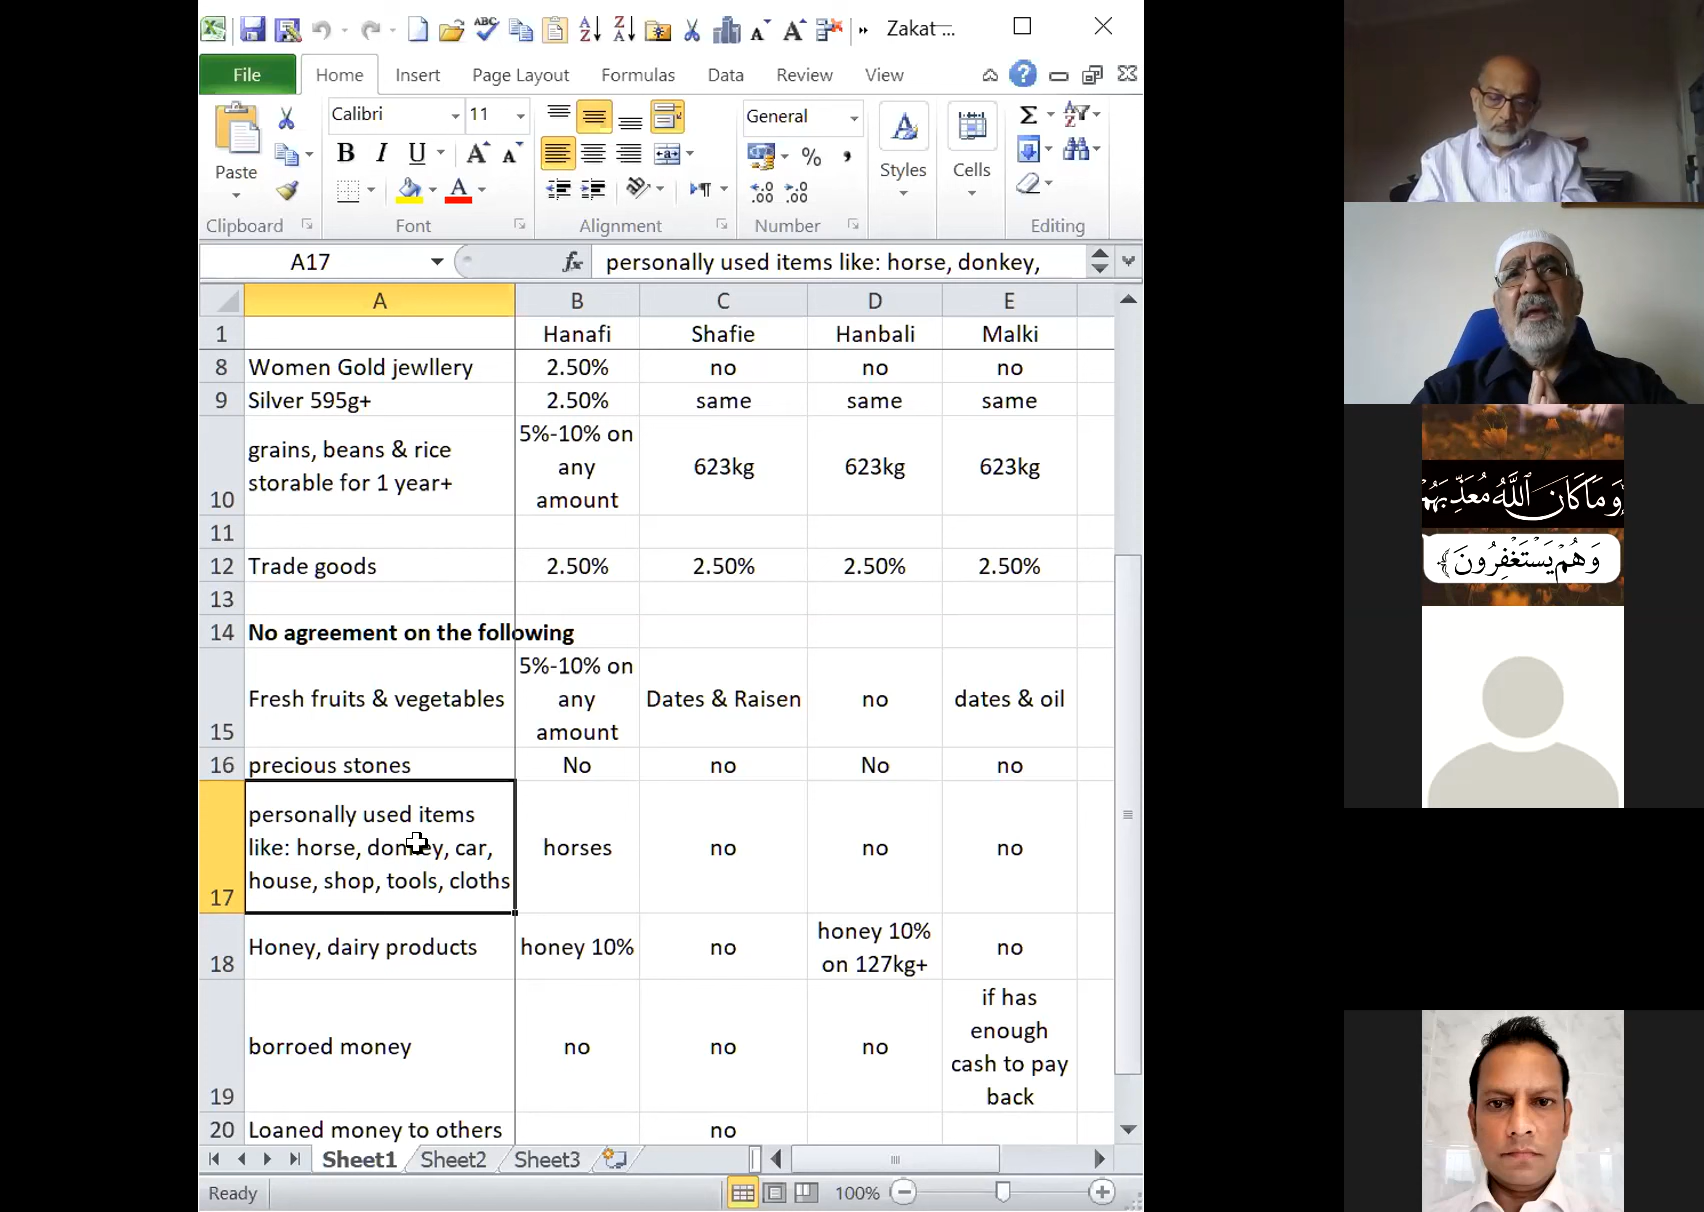 Zakat ...
File Home Insert Page Layout Formulas Data Review View
Calibri 11 General
Paste B I U A A % Styles Cells
Clipboard Font Alignment Number Editing
A17 fx personally used items like: horse, donkey,
A B C D E
1 Hanafi Shafie Hanbali Malki
8 Women Gold jewllery 2.50% no no no
9 Silver 595g+ 2.50% same same same
10 grains, beans & rice storable for 1 year+ 5%-10% on any amount 623kg 623kg 623kg
11
12 Trade goods 2.50% 2.50% 2.50% 2.50%
13
14 No agreement on the following
15 Fresh fruits & vegetables 5%-10% on any amount Dates & Raisen no dates & oil
16 precious stones No no No no
17 personally used items like: horse, donkey, car, house, shop, tools, cloths horses no no no
18 Honey, dairy products honey 10% no honey 10% on 127kg+ no
19 borroed money no no no if has enough cash to pay back
20 Loaned money to others no
Sheet1 Sheet2 Sheet3
Ready 100%
وَمَا كَانَ ٱللَّهُ مُعَذِّبَهُمْ
وَهُمْ يَسْتَغْفِرُونَ